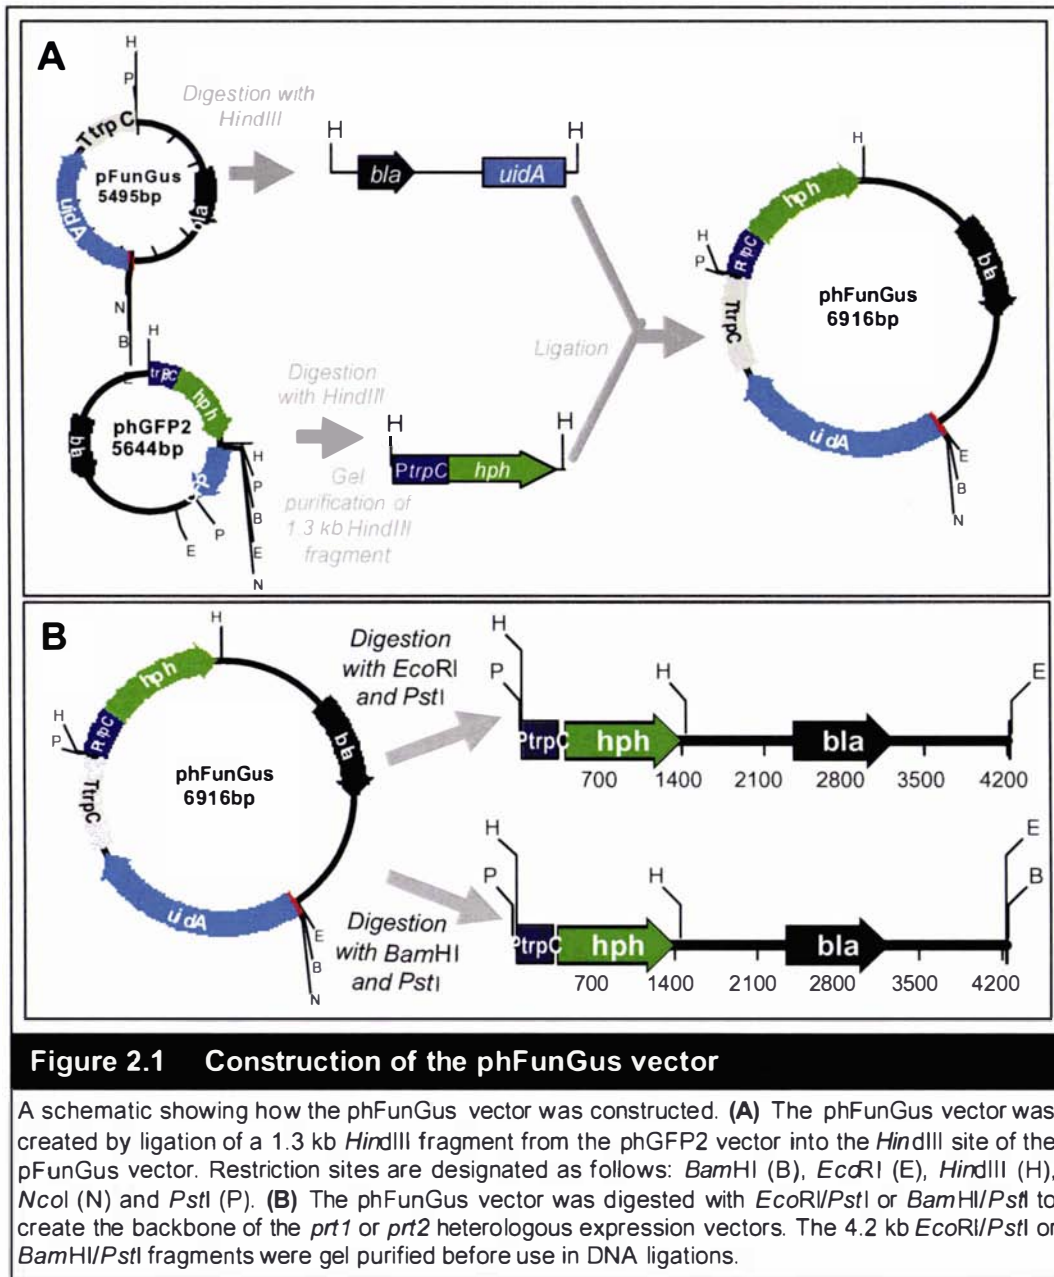 A
H
P
TtrpC
pFunGus
5495bp
uidA
bla
N
B
E
Digestion with
HindIII
H
H
bla
uidA
H
trpC
hph
phGFP2
5644bp
bla
H
P
B
E
N
P
E
Digestion
with HindIII
Gel
purification of
1.3 kb HindIII
fragment
H
H
PtrpC
hph
Ligation
H
hph
PtrpC
H
P
TtrpC
bla
phFunGus
6916bp
uidA
E
B
N
B
H
hph
PtrpC
H
P
TtrpC
bla
phFunGus
6916bp
uidA
E
B
N
Digestion
with EcoRI
and PstI
H
P
H
E
PtrpC
hph
bla
700 1400 2100 2800 3500 4200
Digestion
with BamHI
and PstI
H
P
H
E
B
PtrpC
hph
bla
700 1400 2100 2800 3500 4200
Figure 2.1 Construction of the phFunGus vector
A schematic showing how the phFunGus vector was constructed. (A) The phFunGus vector was
created by ligation of a 1.3 kb HindIII fragment from the phGFP2 vector into the HindIII site of the
pFunGus vector. Restriction sites are designated as follows: BamHI (B), EcoRI (E), HindIII (H),
NcoI (N) and PstI (P). (B) The phFunGus vector was digested with EcoRI/PstI or BamHI/PstI to
create the backbone of the prt1 or prt2 heterologous expression vectors. The 4.2 kb EcoRI/PstI or
BamHI/PstI fragments were gel purified before use in DNA ligations.